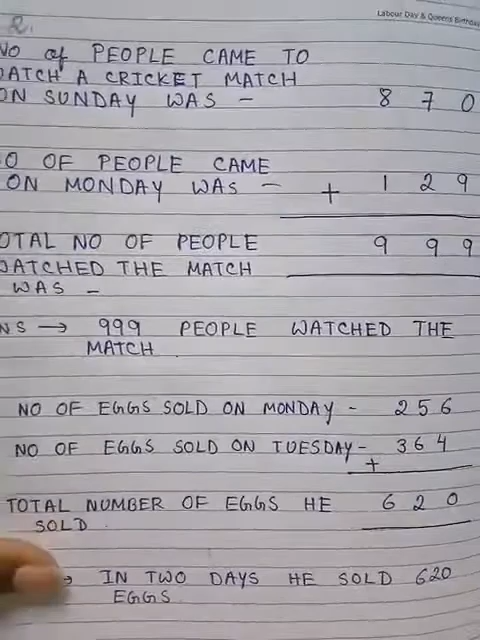 Labour Day & Queens Birthday
2.
NO of PEOPLE CAME TO
WATCH A CRICKET MATCH
ON SUNDAY WAS – 8 7 0
O OF PEOPLE CAME
ON MONDAY WAS – + 1 2 9
OTAL NO OF PEOPLE 9 9 9
WATCHED THE MATCH
WAS –
NS → 999 PEOPLE WATCHED THE
MATCH
NO OF EGGS SOLD ON MONDAY – 2 5 6
NO OF EGGS SOLD ON TUESDAY – + 3 6 4
TOTAL NUMBER OF EGGS HE 6 2 0
SOLD
→ IN TWO DAYS HE SOLD 620
EGGS